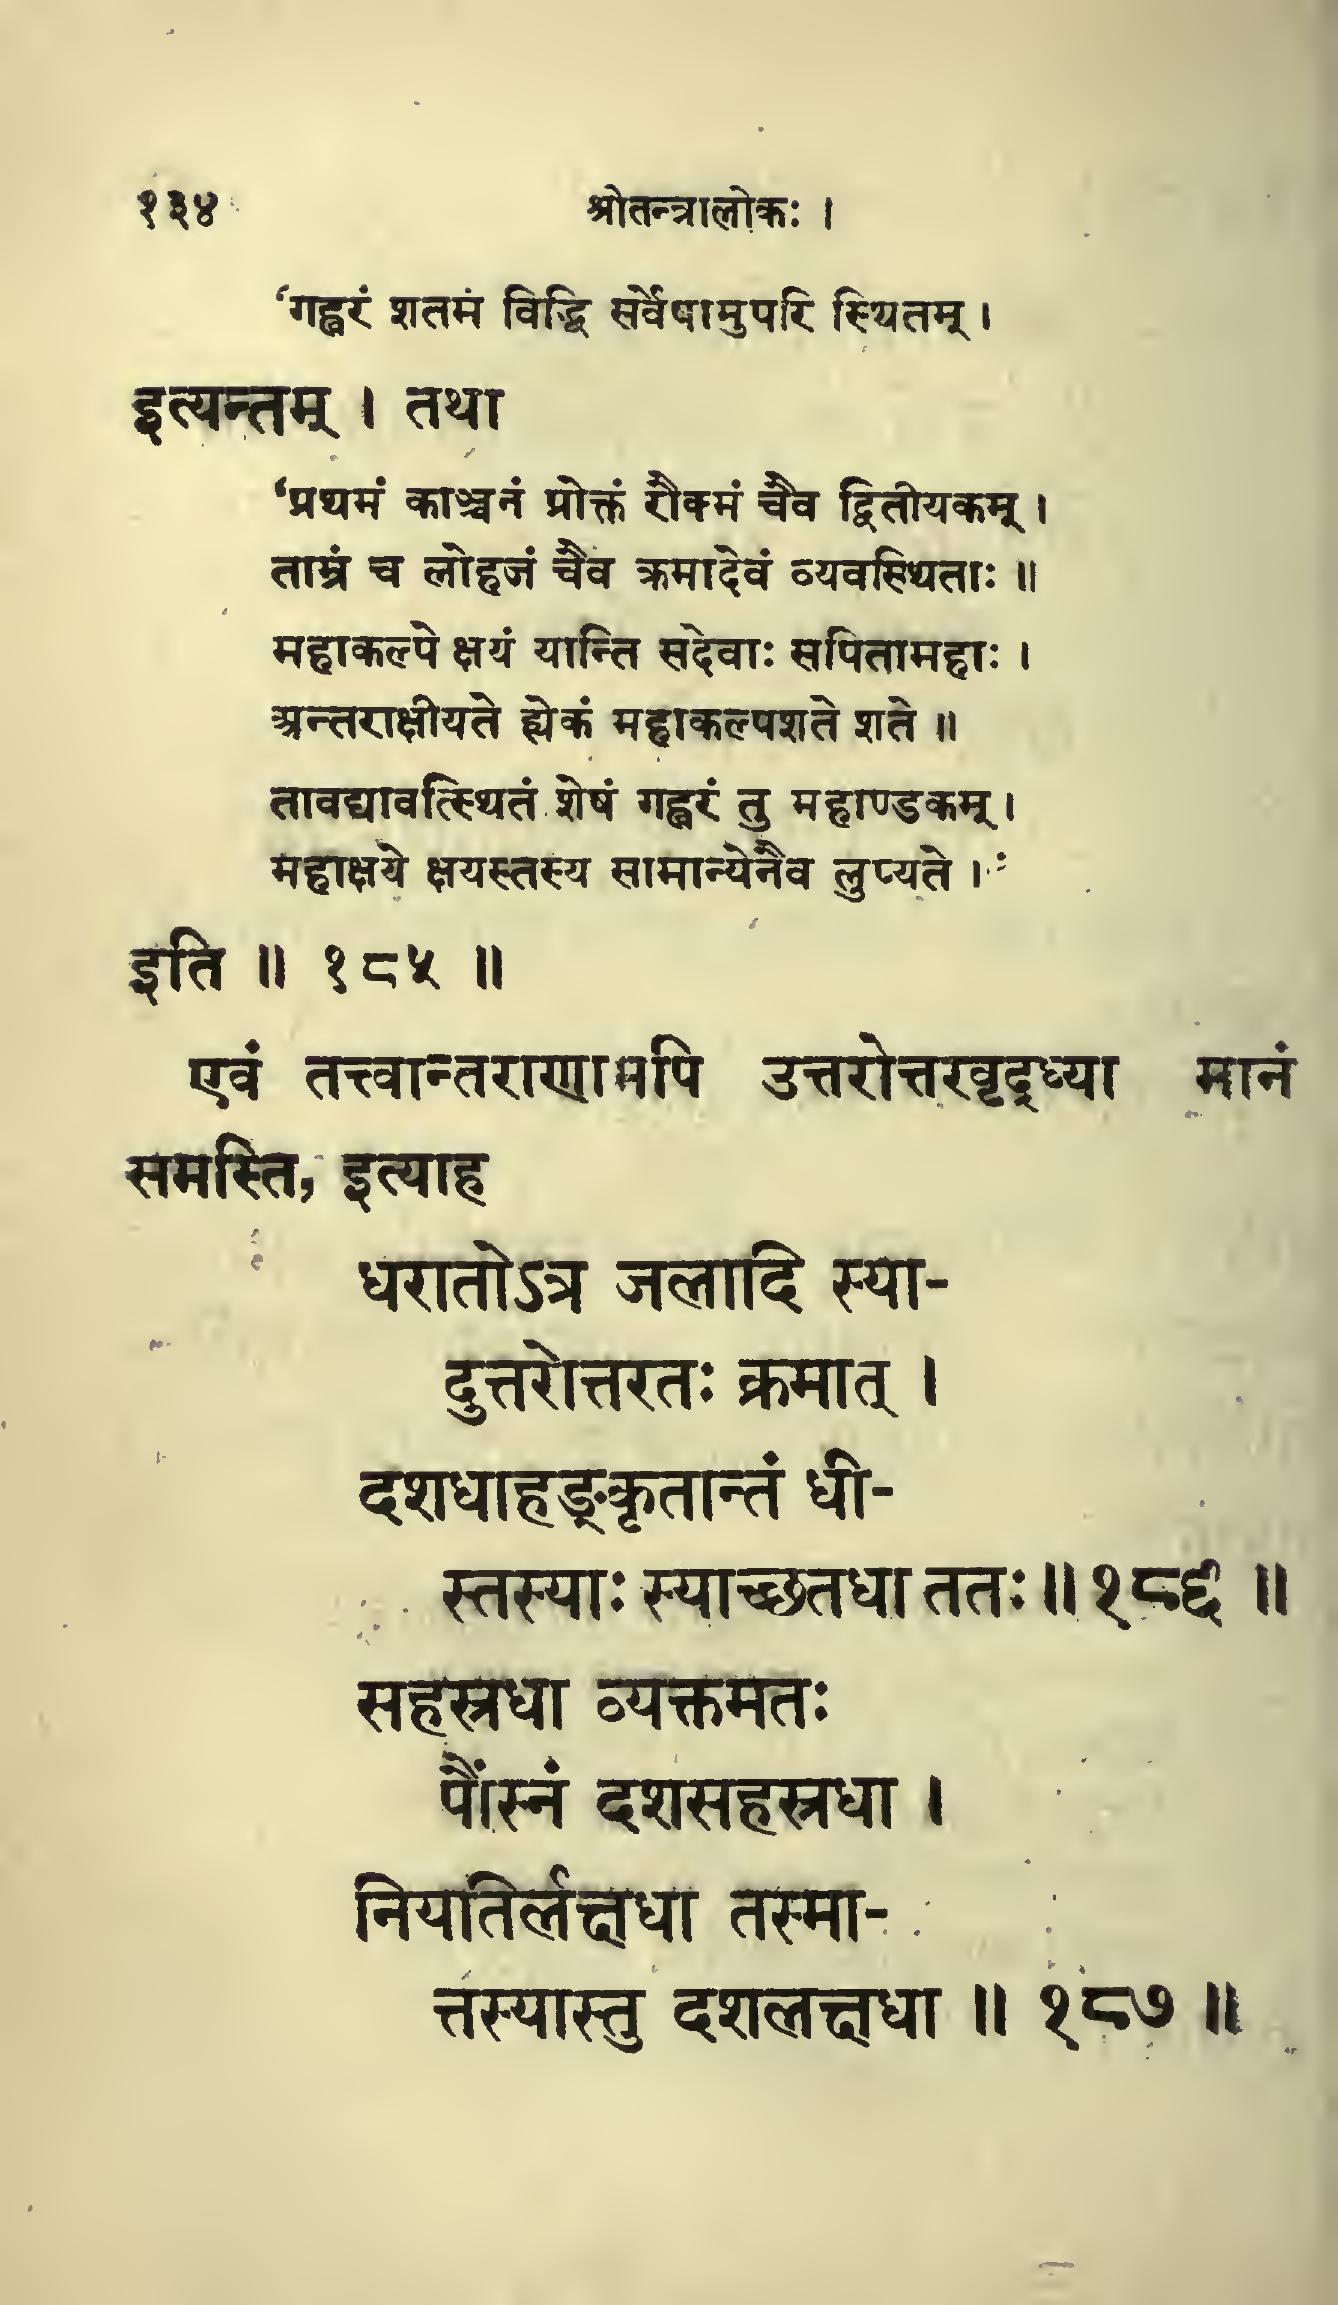 १३४ श्रोतन्त्रालोकः ।
‘गह्वरं शतमं विद्धि सर्वेषामुपरि स्थितम् ।
इत्यन्तम् । तथा
‘प्रथमं काञ्चनं प्रोक्तं रौक्मं चैव द्वितीयकम् ।
ताम्रं च लोहजं चैव क्रमादेवं व्यवस्थिताः ॥
महाकल्पे क्षयं यान्ति सदेवाः सपितामहाः ।
अन्तराक्षीयते ह्येकं महाकल्पशते शते ॥
तावद्यावत्स्थितं शेषं गह्वरं तु महाण्डकम् ।
महाक्षये क्षयस्तस्य सामान्येनैव लुप्यते ।’
इति ॥ १८५ ॥
एवं तत्त्वान्तराणामपि उत्तरोत्तरवृद्ध्या मानं
समस्ति, इत्याह
धरातोऽत्र जलादि स्या-
दुत्तरोत्तरतः क्रमात् ।
दशधाहङ्कृतान्तं धी-
स्तस्याः स्याच्छतधा ततः ॥ १८६ ॥
सहस्रधा व्यक्तमतः
पौंस्नं दशसहस्रधा ।
नियतिर्लक्षधा तस्मा-
त्तस्यास्तु दशलक्षधा ॥ १८७ ॥